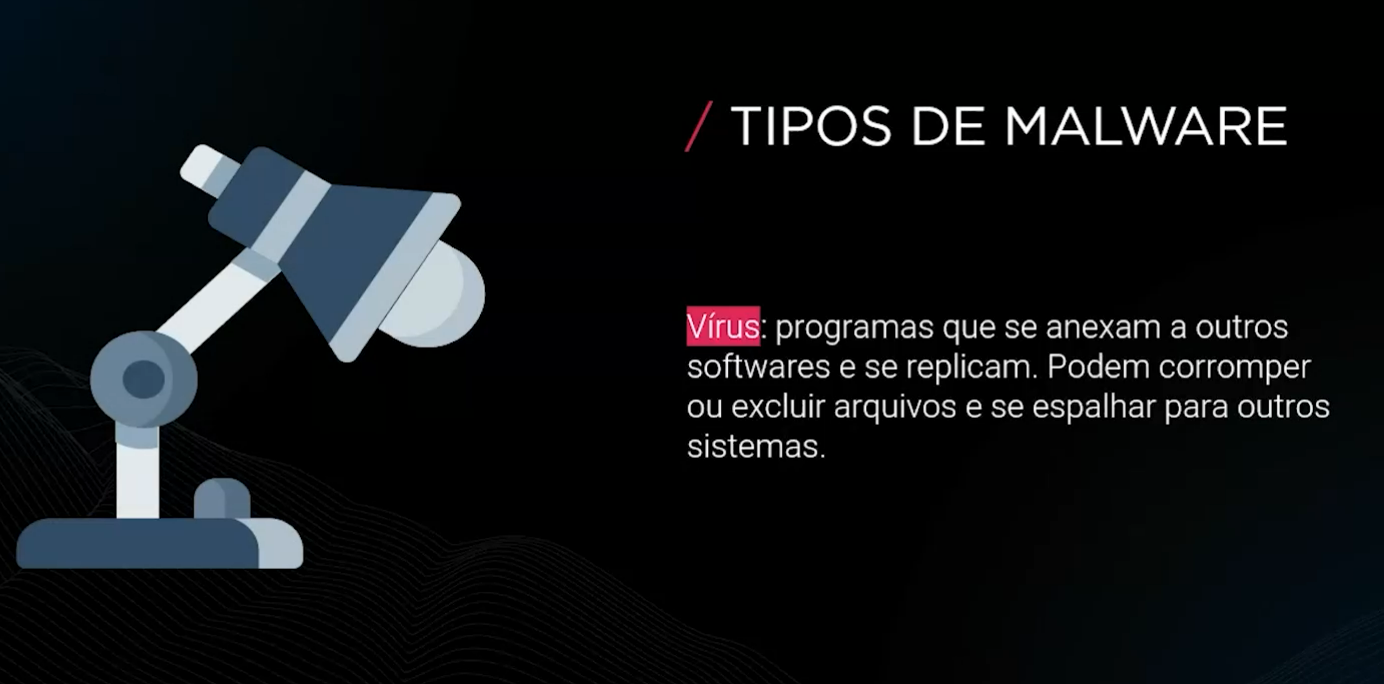 / TIPOS DE MALWARE
Vírus: programas que se anexam a outros
softwares e se replicam. Podem corromper
ou excluir arquivos e se espalhar para outros
sistemas.